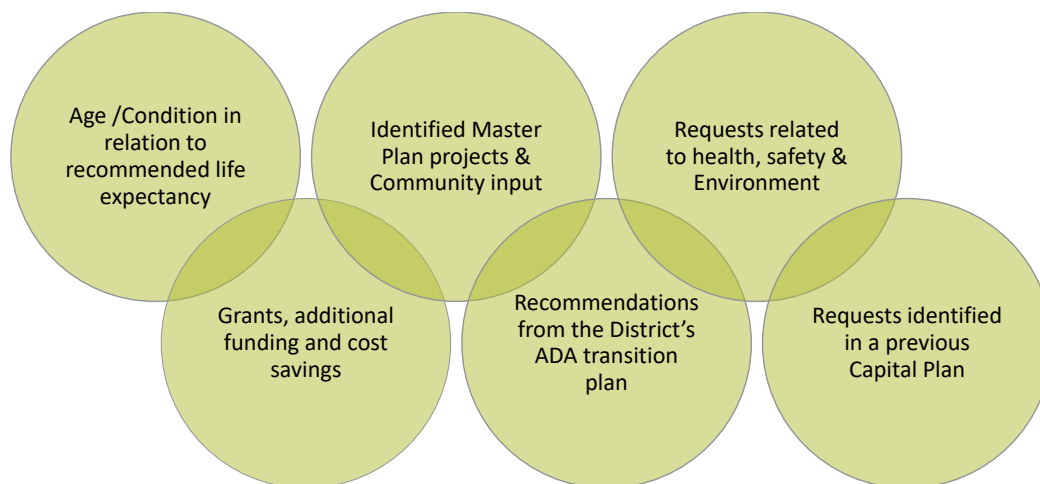 Age /Condition in
relation to
recommended life
expectancy
Identified Master
Plan projects &
Community input
Requests related
to health, safety &
Environment
Grants, additional
funding and cost
savings
Recommendations
from the District’s
ADA transition
plan
Requests identified
in a previous
Capital Plan